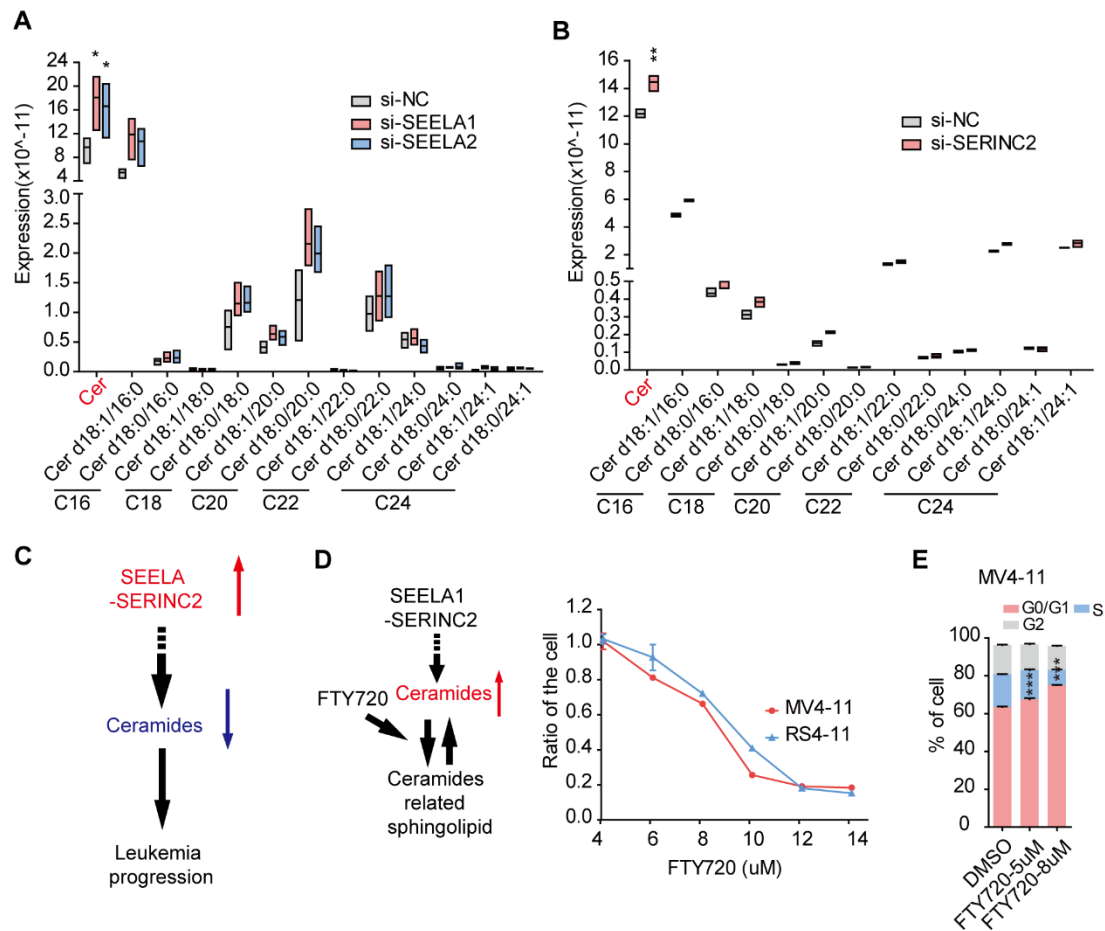 A
24
20
16
12
8
4
3.0
2.5
2.0
1.5
1.0
0.5
0.0
Expression(x10^-11)
* *
si-NC
si-SEELA1
si-SEELA2
Cer
Cer d18:1/16:0
Cer d18:0/16:0
Cer d18:1/18:0
Cer d18:0/18:0
Cer d18:1/20:0
Cer d18:0/20:0
Cer d18:1/22:0
Cer d18:0/22:0
Cer d18:1/24:0
Cer d18:0/24:0
Cer d18:1/24:1
Cer d18:0/24:1
C16 C18 C20 C22 C24
B
16
14
12
10
8
6
4
2
0.5
0.4
0.3
0.2
0.1
0.0
Expression(x10^-11)
**
si-NC
si-SERINC2
Cer
Cer d18:1/16:0
Cer d18:0/16:0
Cer d18:1/18:0
Cer d18:0/18:0
Cer d18:1/20:0
Cer d18:0/20:0
Cer d18:1/22:0
Cer d18:0/22:0
Cer d18:0/24:0
Cer d18:1/24:0
Cer d18:0/24:1
Cer d18:1/24:1
C16 C18 C20 C22 C24
C
SEELA
-SERINC2
Ceramides
Leukemia
progression
D
SEELA1
-SERINC2
FTY720
Ceramides
Ceramides
related
sphingolipid
1.2
1.0
0.8
0.6
0.4
0.2
0.0
Ratio of the cell
MV4-11
RS4-11
4 6 8 10 12 14
FTY720 (uM)
E
MV4-11
G0/G1 S
G2
100
80
60
40
20
0
% of cell
*** ***
DMSO
FTY720-5uM
FTY720-8uM